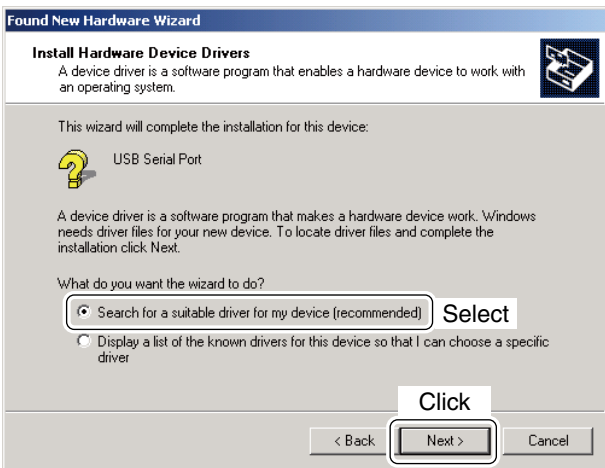 Found New Hardware Wizard
Install Hardware Device Drivers
A device driver is a software program that enables a hardware device to work with
an operating system.
This wizard will complete the installation for this device:
USB Serial Port
A device driver is a software program that makes a hardware device work. Windows
needs driver files for your new device. To locate driver files and complete the
installation click Next.
What do you want the wizard to do?
Search for a suitable driver for my device (recommended)
Select
Display a list of the known drivers for this device so that I can choose a specific
driver
Click
< Back
Next >
Cancel